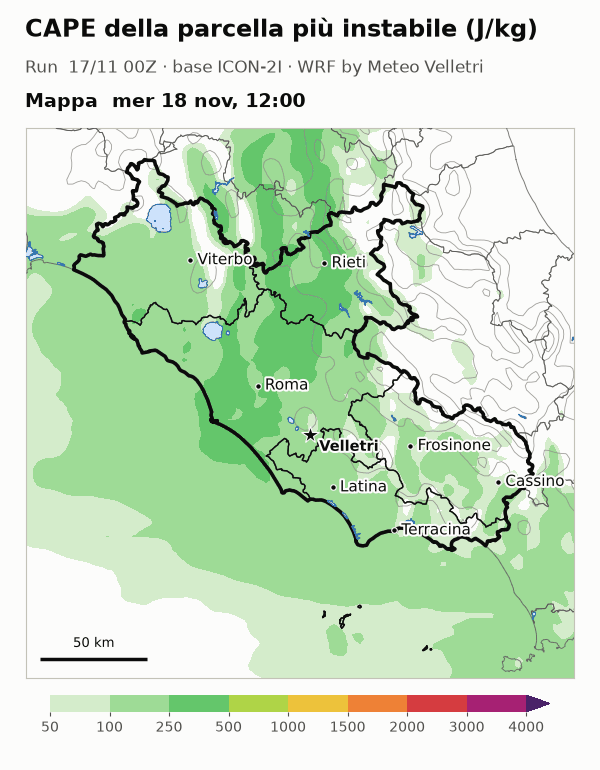 CAPE della parcella più instabile (J/kg)
Run 17/11 00Z · base ICON-2I · WRF by Meteo Velletri
Mappa mer 18 nov, 12:00
Viterbo
Rieti
Roma
Velletri
Frosinone
Latina
Cassino
Terracina
50 km
50 100 250 500 1000 1500 2000 3000 4000